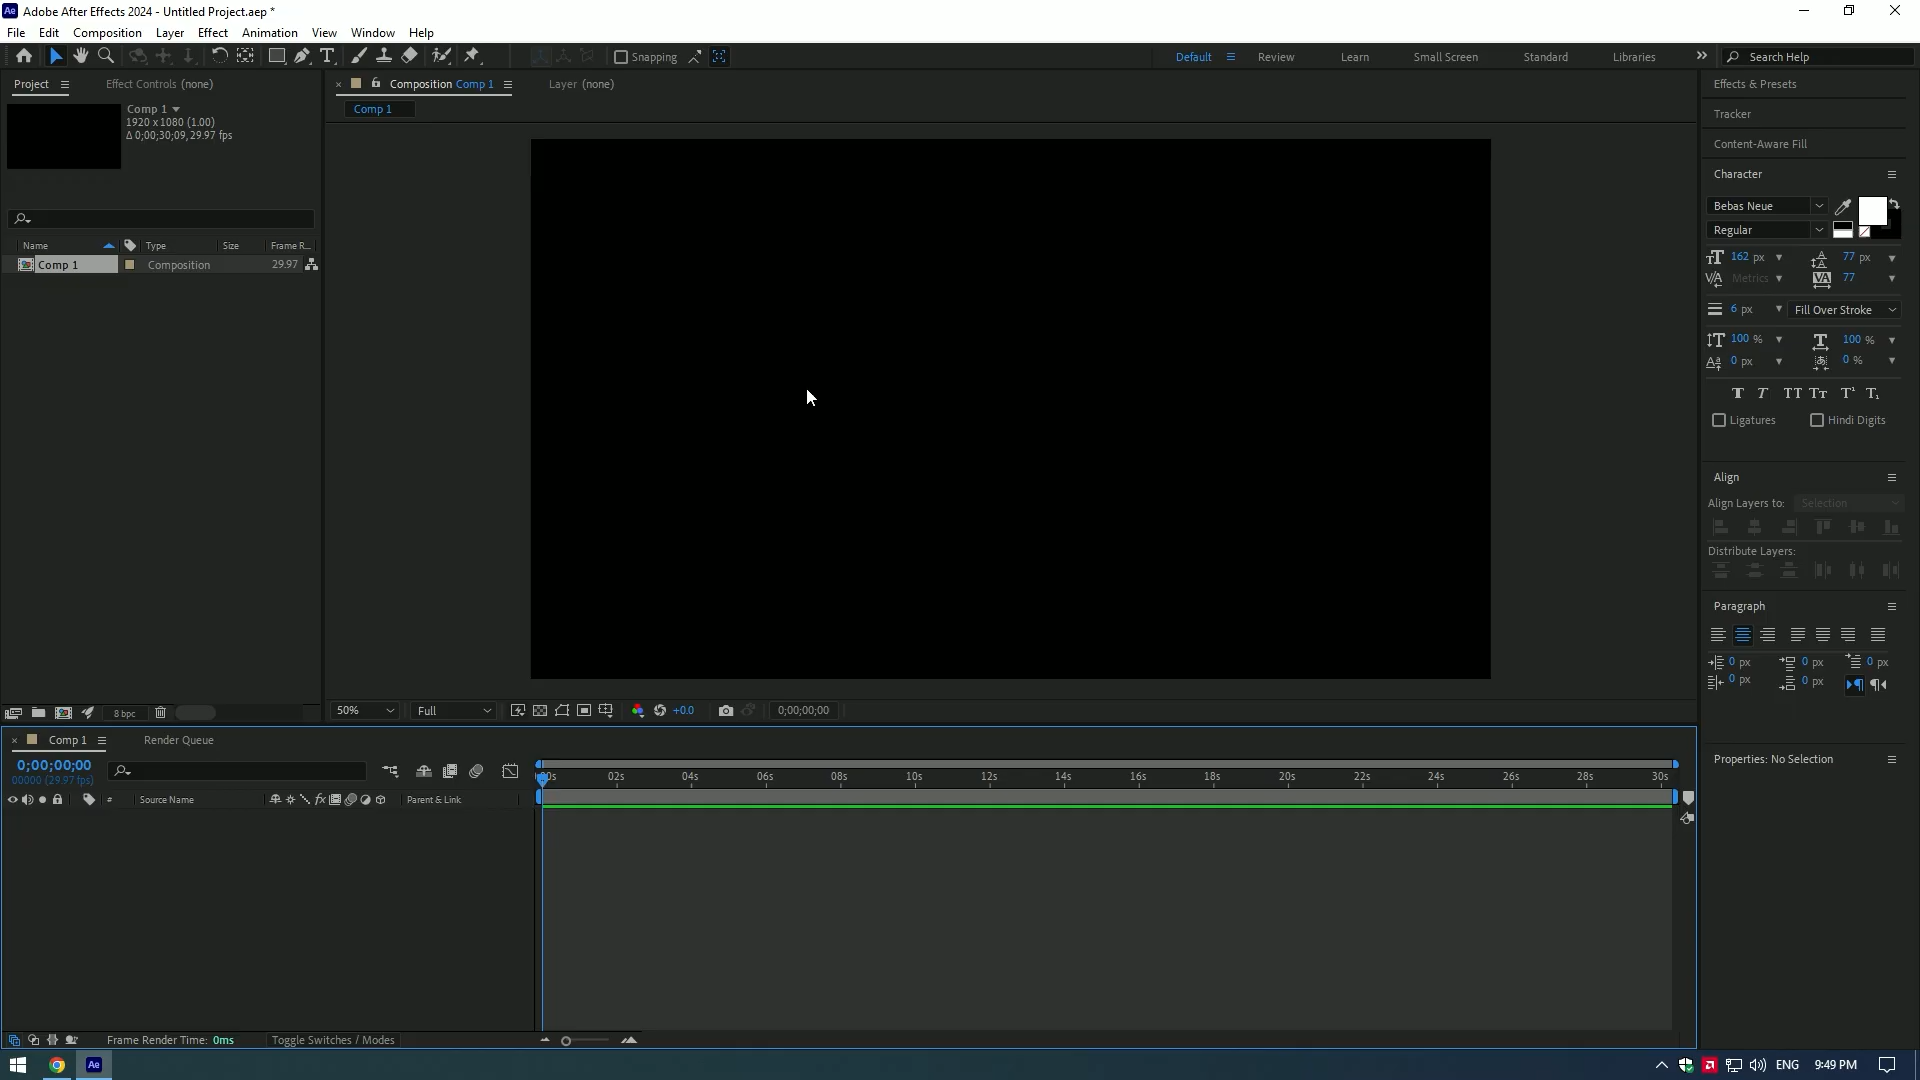 Ae Adobe After Effects 2024 - Untitled Project.aep *
File Edit Composition Layer Effect Animation View Window Help
Snapping Default Review Learn Small Screen Standard Libraries Search Help
Project Effect Controls (none)
Composition Comp 1 Layer (none)
Comp 1
1920 x 1080 (1.00)
Δ 0;00;30;09, 29.97 fps
Name Type Size Frame R...
Comp 1 Composition 29.97
8 bpc
Comp 1
50% Full +0.0 0;00;00;00
Effects & Presets
Tracker
Content-Aware Fill
Character
Bebas Neue
Regular
162 px 77 px
Metrics 77
6 px Fill Over Stroke
100 % 100 %
0 px 0 %
Ligatures Hindi Digits
Align
Align Layers to: Selection
Distribute Layers:
Paragraph
0 px 0 px 0 px
0 px 0 px
Properties: No Selection
Comp 1 Render Queue
0;00;00;00
00000 (29.97 fps)
# Source Name Parent & Link
00s 02s 04s 06s 08s 10s 12s 14s 16s 18s 20s 22s 24s 26s 28s 30s
Frame Render Time: 0ms Toggle Switches / Modes
Ae ENG 9:49 PM